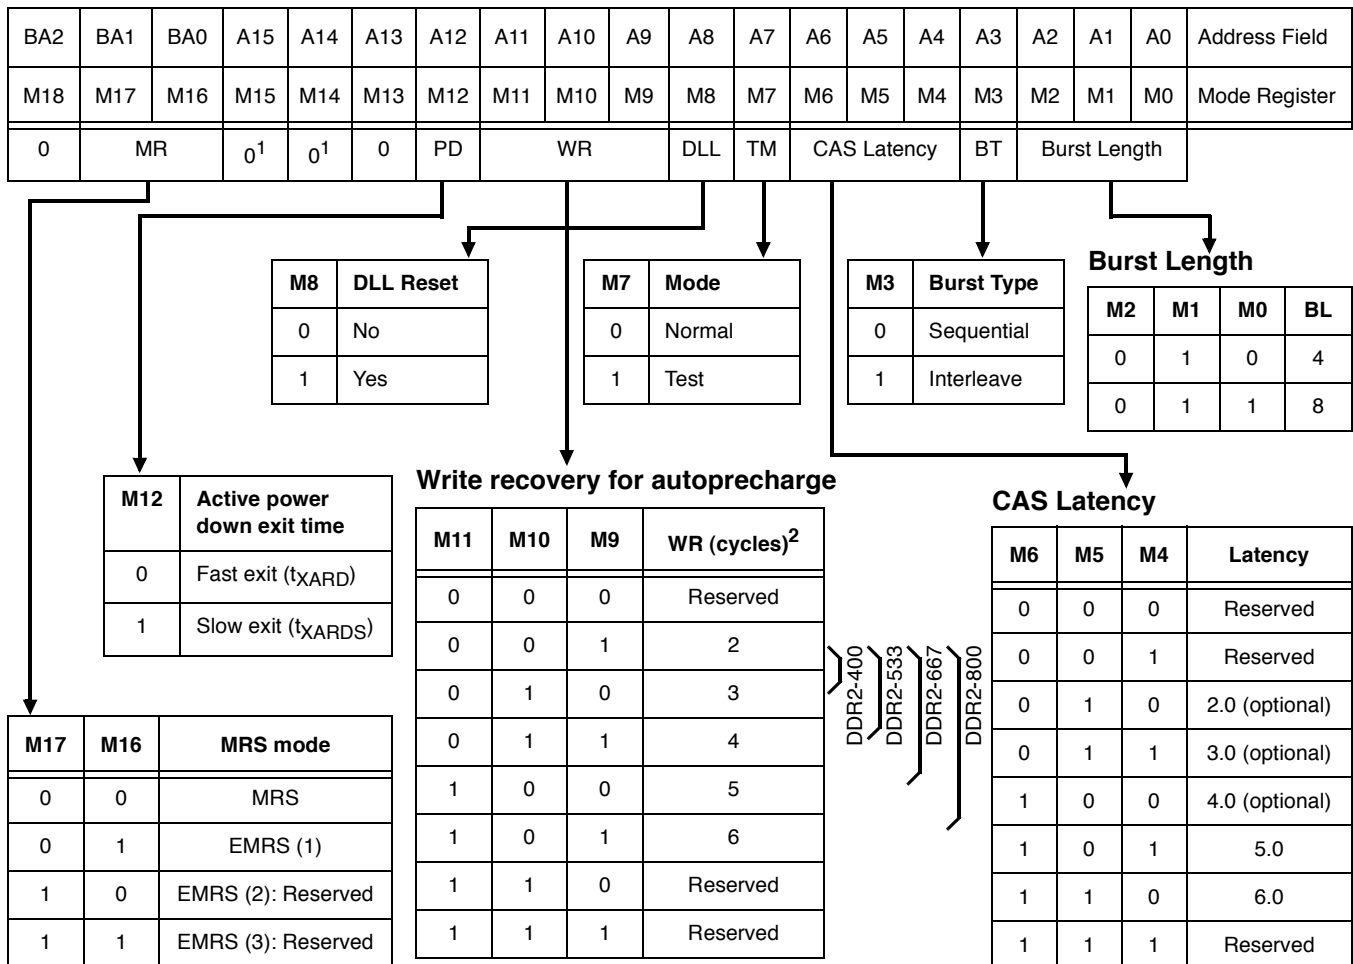 BA2 BA1 BA0 A15 A14 A13 A12 A11 A10 A9 A8 A7 A6 A5 A4 A3 A2 A1 A0 Address Field
M18 M17 M16 M15 M14 M13 M12 M11 M10 M9 M8 M7 M6 M5 M4 M3 M2 M1 M0 Mode Register
0 MR 0¹ 0¹ 0 PD WR DLL TM CAS Latency BT Burst Length
M8 DLL Reset
0 No
1 Yes
M7 Mode
0 Normal
1 Test
M3 Burst Type
0 Sequential
1 Interleave
Burst Length
M2 M1 M0 BL
0 1 0 4
0 1 1 8
M12 Active power
down exit time
0 Fast exit (tXARD)
1 Slow exit (tXARDS)
Write recovery for autoprecharge
M11 M10 M9 WR (cycles)²
0 0 0 Reserved
0 0 1 2
0 1 0 3
0 1 1 4
1 0 0 5
1 0 1 6
1 1 0 Reserved
1 1 1 Reserved
DDR2-400
DDR2-533
DDR2-667
DDR2-800
CAS Latency
M6 M5 M4 Latency
0 0 0 Reserved
0 0 1 Reserved
0 1 0 2.0 (optional)
0 1 1 3.0 (optional)
1 0 0 4.0 (optional)
1 0 1 5.0
1 1 0 6.0
1 1 1 Reserved
M17 M16 MRS mode
0 0 MRS
0 1 EMRS (1)
1 0 EMRS (2): Reserved
1 1 EMRS (3): Reserved